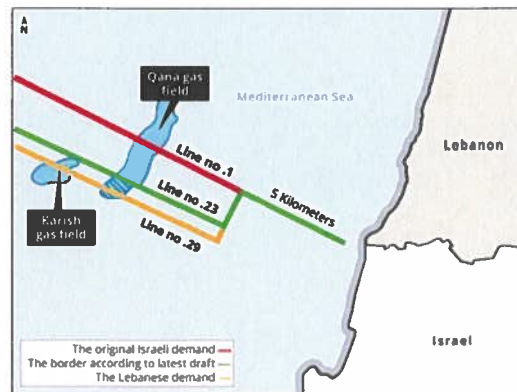 N
Qana gas
field
Mediterranean Sea
Lebanon
Line no .1
5 Kilometers
Line no .23
Line no .29
Karish
gas field
Israel
The original Israeli demand
The border according to latest draft
The Lebanese demand